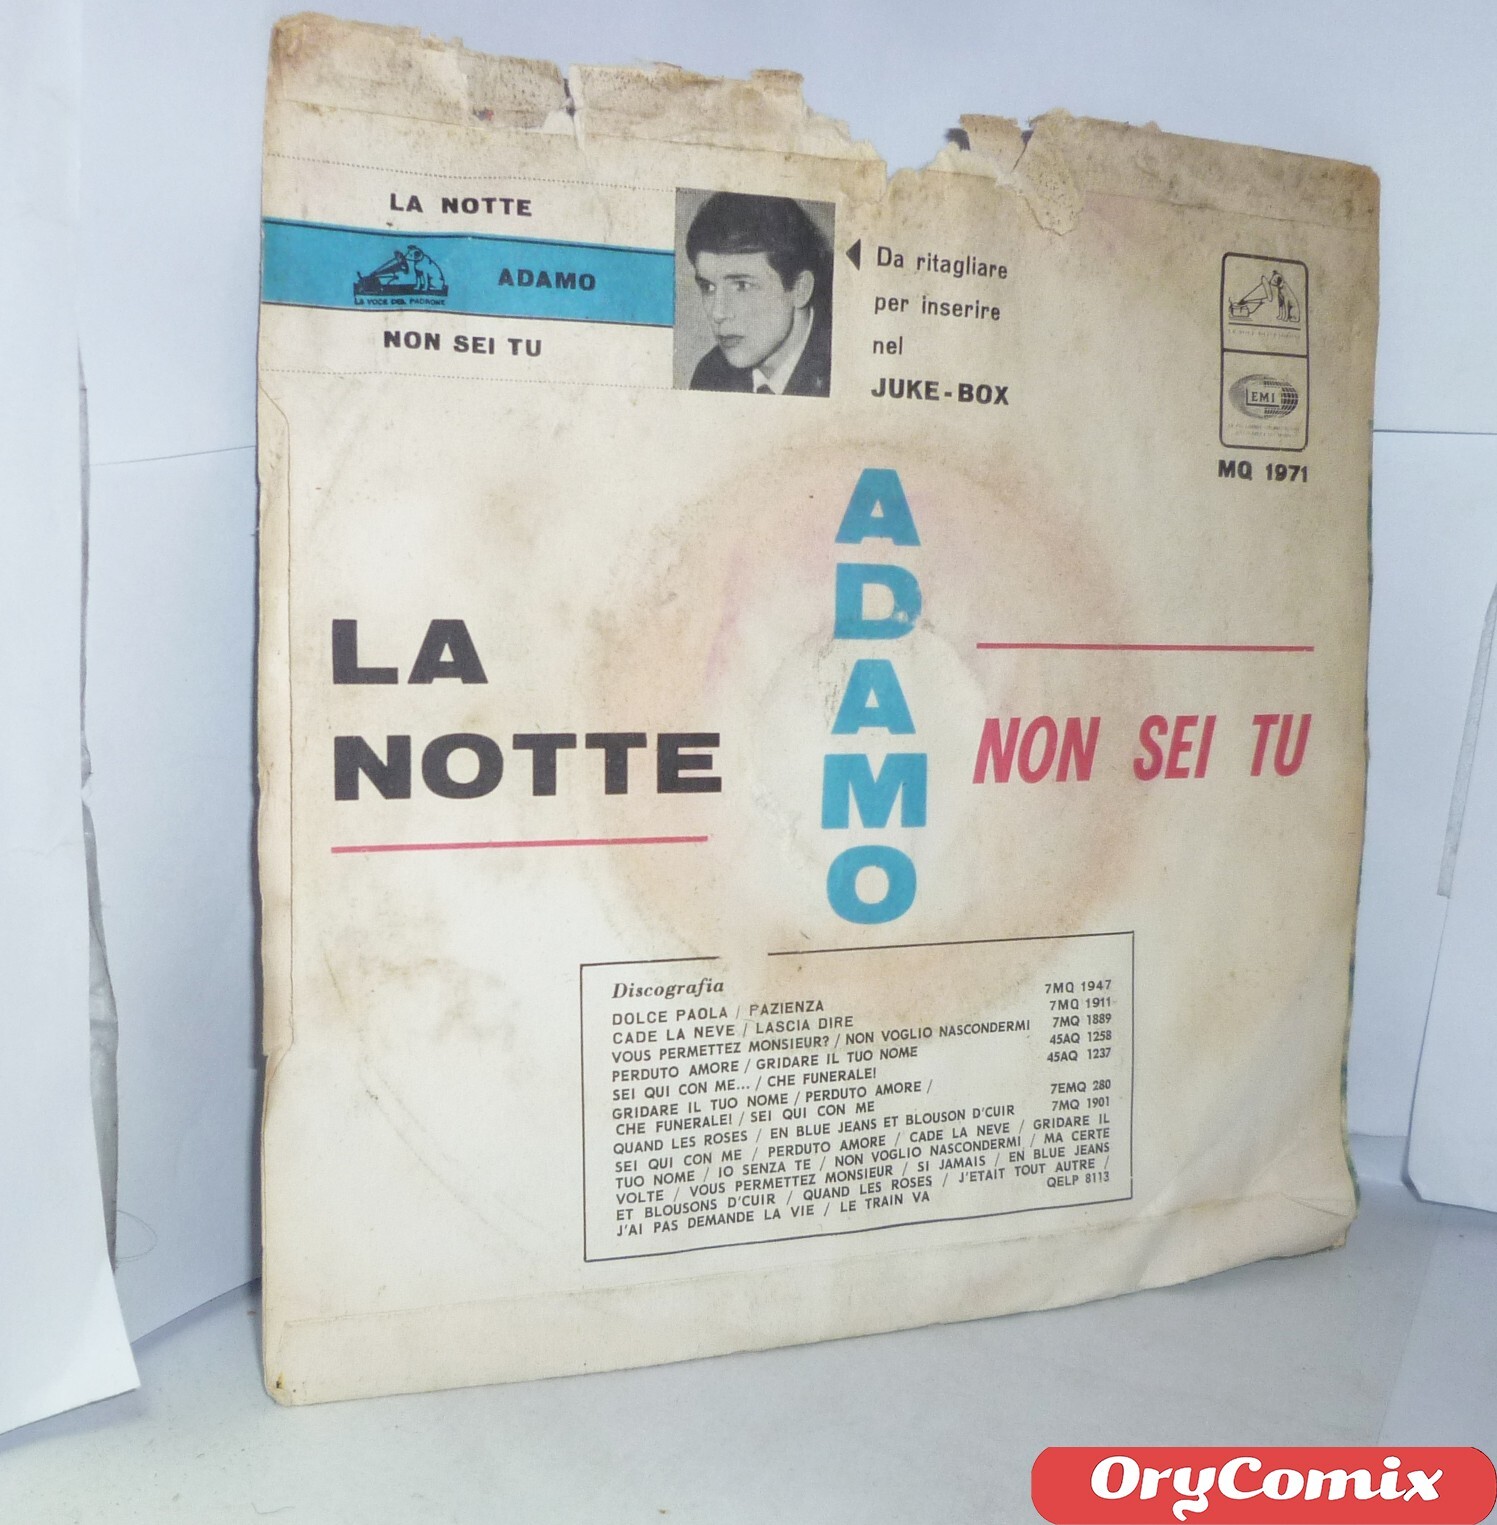 LA NOTTE
ADAMO
LA VOCE DEL PADRONE
NON SEI TU
Da ritagliare
per inserire
nel
JUKE-BOX
EMI
MQ 1971
ADAMO
LA
NOTTE
NON SEI TU
Discografia
DOLCE PAOLA / PAZIENZA 7MQ 1947
CADE LA NEVE / LASCIA DIRE 7MQ 1911
VOUS PERMETTEZ MONSIEUR? / NON VOGLIO NASCONDERMI 7MQ 1889
PERDUTO AMORE / GRIDARE IL TUO NOME 45AQ 1258
SEI QUI CON ME... / CHE FUNERALE! 45AQ 1237
GRIDARE IL TUO NOME / PERDUTO AMORE /
CHE FUNERALE! / SEI QUI CON ME 7EMQ 280
QUAND LES ROSES / EN BLUE JEANS ET BLOUSON D'CUIR 7MQ 1901
SEI QUI CON ME / PERDUTO AMORE / CADE LA NEVE / GRIDARE IL
TUO NOME / IO SENZA TE / NON VOGLIO NASCONDERMI / MA CERTE
VOLTE / VOUS PERMETTEZ MONSIEUR / SI JAMAIS / EN BLUE JEANS
ET BLOUSONS D'CUIR / QUAND LES ROSES / J'ETAIT TOUT AUTRE /
J'AI PAS DEMANDE LA VIE / LE TRAIN VA QELP 8113
OryComix